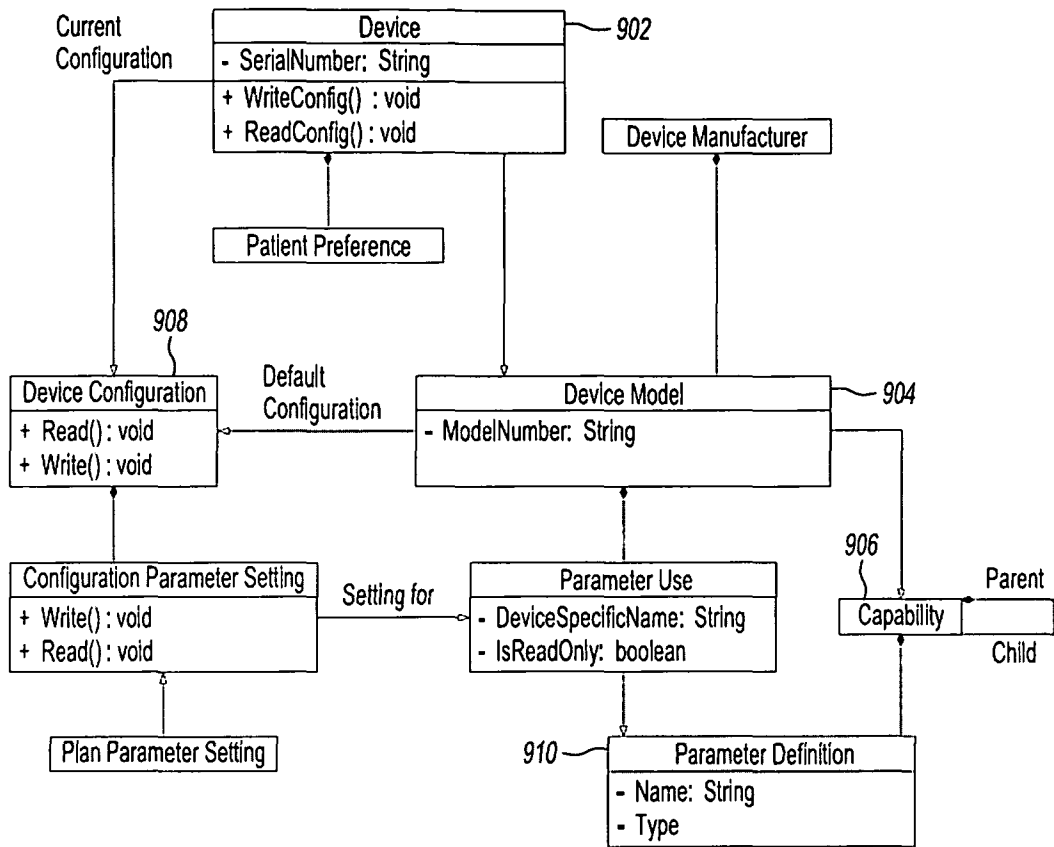 Current
Configuration
Device
902
- SerialNumber: String
+ WriteConfig() : void
+ ReadConfig() : void
Device Manufacturer
Patient Preference
908
Device Configuration
+ Read() : void
+ Write() : void
Default
Configuration
Device Model
904
- ModelNumber: String
Configuration Parameter Setting
+ Write() : void
+ Read() : void
Setting for
Parameter Use
- DeviceSpecificName: String
- IsReadOnly: boolean
906
Capability
Parent
Child
Plan Parameter Setting
910
Parameter Definition
- Name: String
- Type